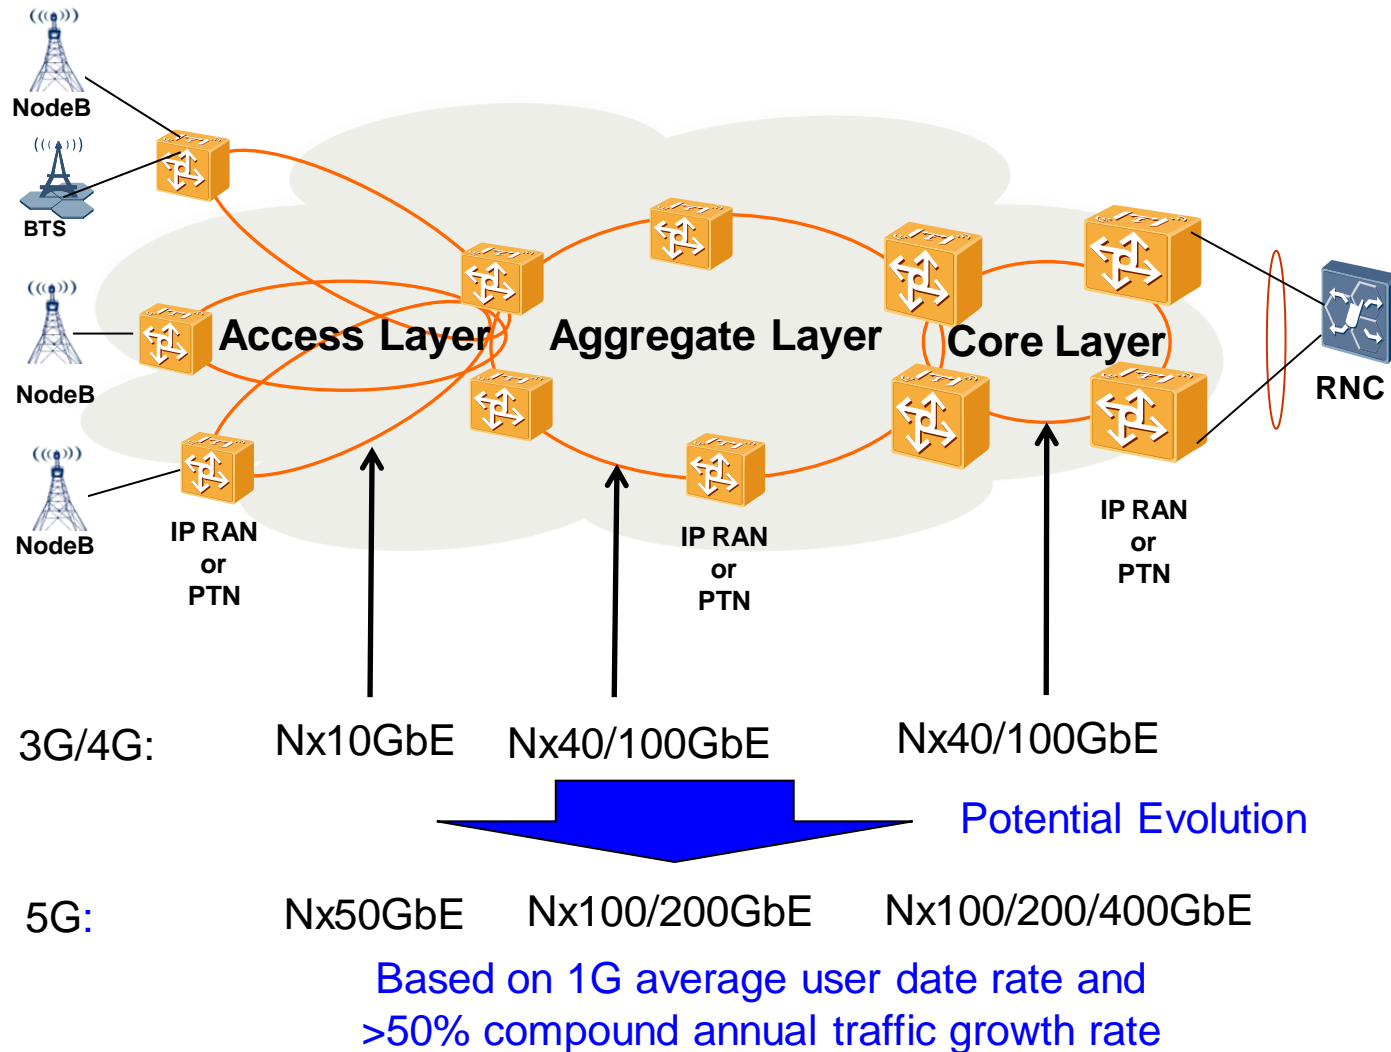 NodeB
BTS
NodeB
NodeB
Access Layer
Aggregate Layer
Core Layer
RNC
IP RAN
or
PTN
IP RAN
or
PTN
IP RAN
or
PTN
3G/4G:
Nx10GbE
Nx40/100GbE
Nx40/100GbE
Potential Evolution
5G:
Nx50GbE
Nx100/200GbE
Nx100/200/400GbE
Based on 1G average user date rate and
>50% compound annual traffic growth rate